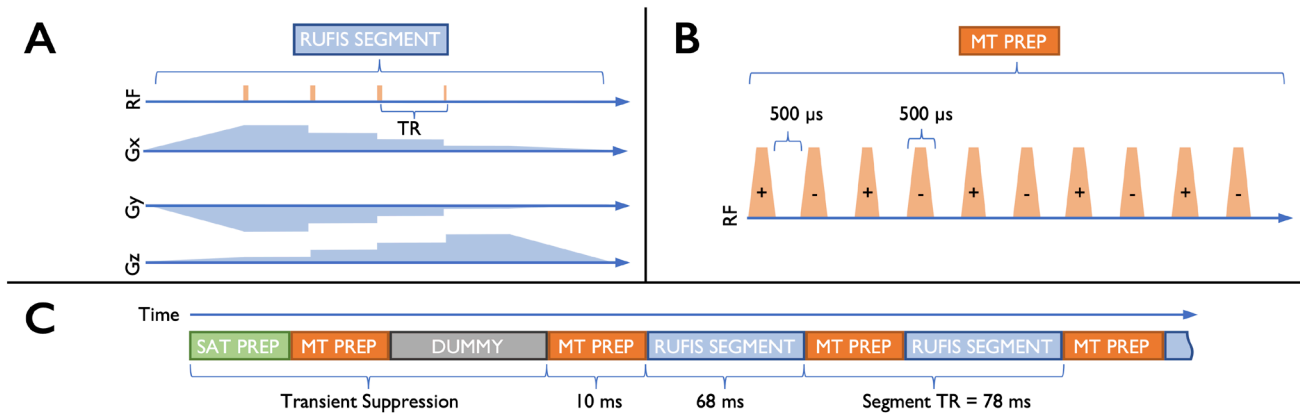 A
RUFIS SEGMENT
RF
TR
Gx
Gy
Gz
B
MT PREP
500 µs
500 µs
+ - + - + - + - + -
RF
C
Time
SAT PREP MT PREP DUMMY MT PREP RUFIS SEGMENT MT PREP RUFIS SEGMENT MT PREP
Transient Suppression 10 ms 68 ms Segment TR = 78 ms